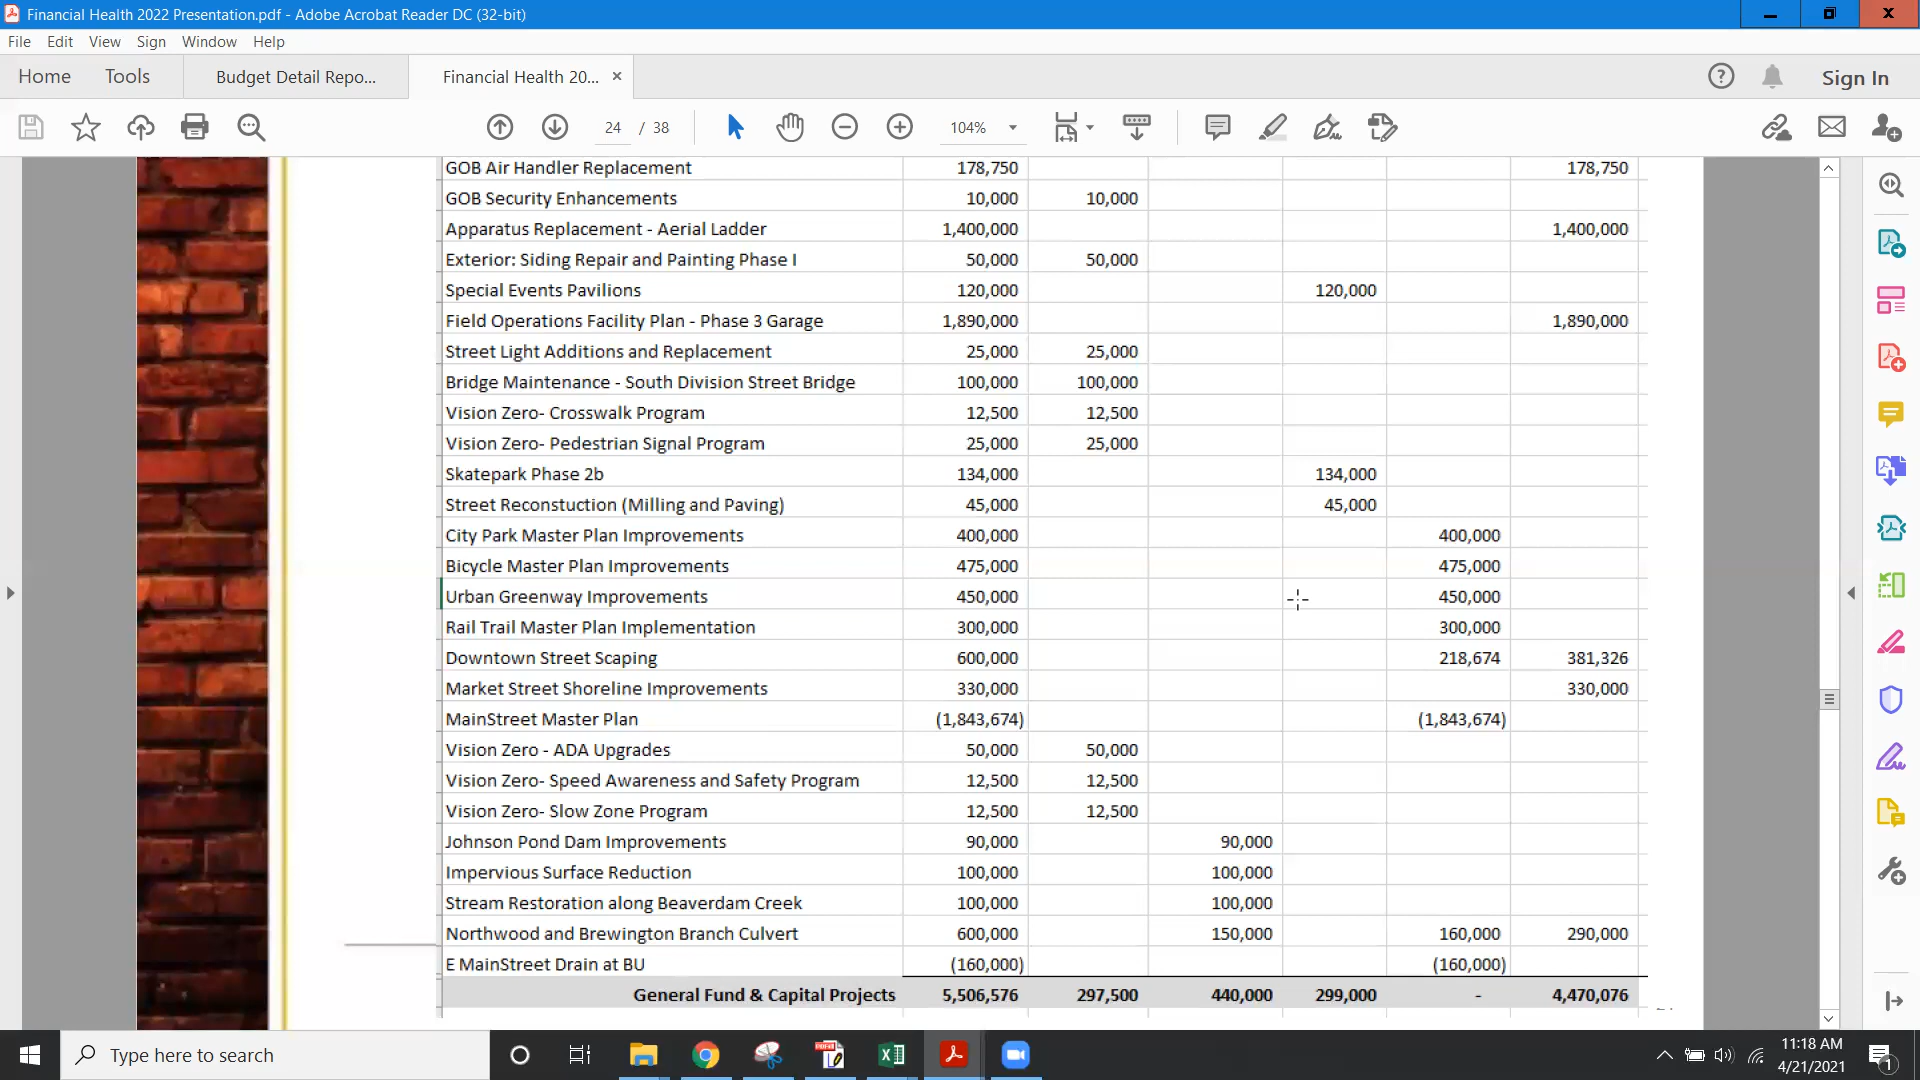 Financial Health 2022 Presentation.pdf - Adobe Acrobat Reader DC (32-bit)
File Edit View Sign Window Help
Home Tools Budget Detail Repo... Financial Health 20... × Sign In
24 / 38 104%
GOB Air Handler Replacement 178,750 178,750
GOB Security Enhancements 10,000 10,000
Apparatus Replacement - Aerial Ladder 1,400,000 1,400,000
Exterior: Siding Repair and Painting Phase I 50,000 50,000
Special Events Pavilions 120,000 120,000
Field Operations Facility Plan - Phase 3 Garage 1,890,000 1,890,000
Street Light Additions and Replacement 25,000 25,000
Bridge Maintenance - South Division Street Bridge 100,000 100,000
Vision Zero- Crosswalk Program 12,500 12,500
Vision Zero- Pedestrian Signal Program 25,000 25,000
Skatepark Phase 2b 134,000 134,000
Street Reconstuction (Milling and Paving) 45,000 45,000
City Park Master Plan Improvements 400,000 400,000
Bicycle Master Plan Improvements 475,000 475,000
Urban Greenway Improvements 450,000 450,000
Rail Trail Master Plan Implementation 300,000 300,000
Downtown Street Scaping 600,000 218,674 381,326
Market Street Shoreline Improvements 330,000 330,000
MainStreet Master Plan (1,843,674) (1,843,674)
Vision Zero - ADA Upgrades 50,000 50,000
Vision Zero- Speed Awareness and Safety Program 12,500 12,500
Vision Zero- Slow Zone Program 12,500 12,500
Johnson Pond Dam Improvements 90,000 90,000
Impervious Surface Reduction 100,000 100,000
Stream Restoration along Beaverdam Creek 100,000 100,000
Northwood and Brewington Branch Culvert 600,000 150,000 160,000 290,000
E MainStreet Drain at BU (160,000) (160,000)
General Fund & Capital Projects 5,506,576 297,500 440,000 299,000 - 4,470,076
Type here to search
11:18 AM
4/21/2021
1